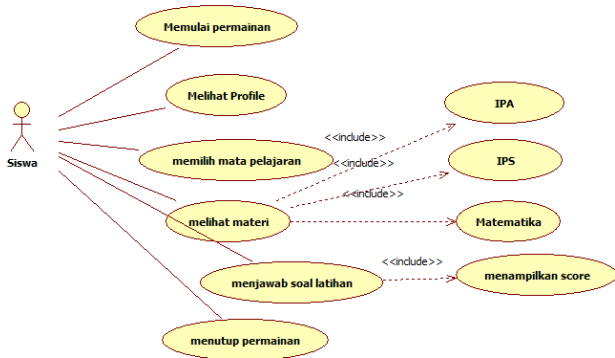 Memulai permainan
Melihat Profile
IPA
<<include>>
Siswa
memilih mata pelajaran
<<include>>
IPS
<<include>>
melihat materi
Matematika
<<include>>
menjawab soal latihan
menampilkan score
menutup permainan